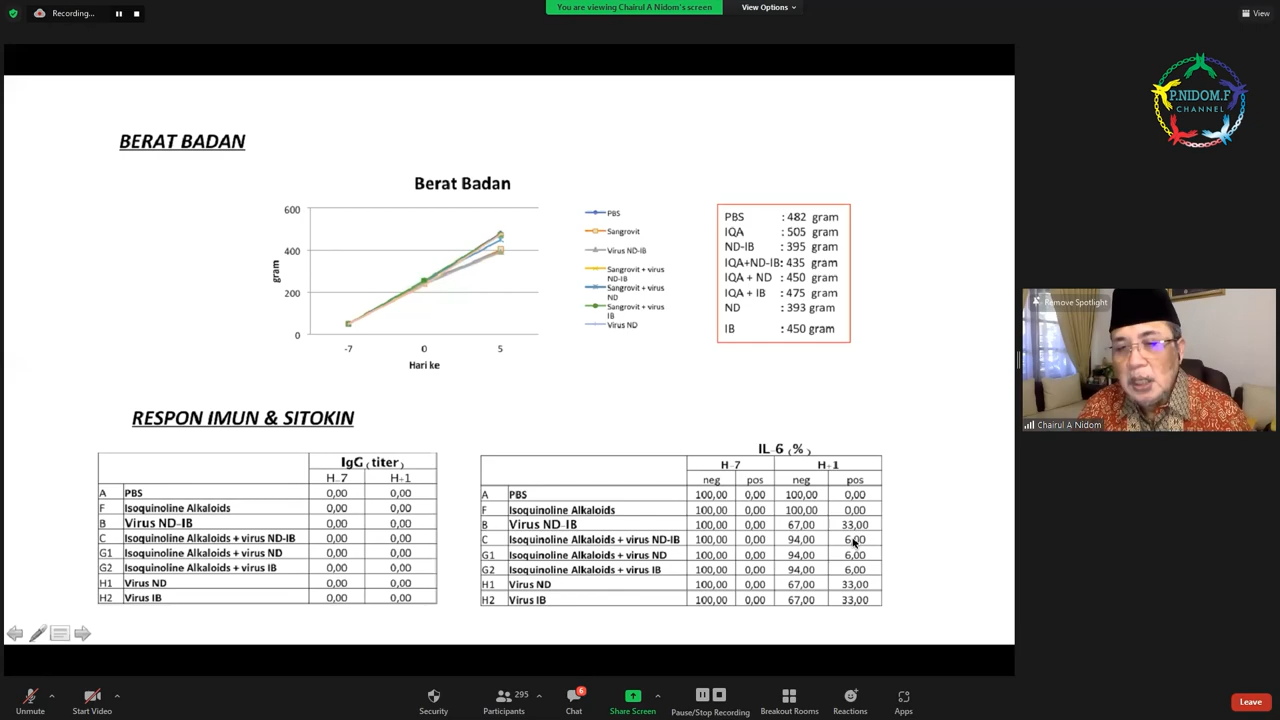 Recording...
You are viewing Chairul A Nidom's screen
View Options
View
P.NIDOM.F
CHANNEL
BERAT BADAN
Berat Badan
600
400
200
0
gram
-7 0 5
Hari ke
PBS
Sangrovit
Virus ND-IB
Sangrovit + virus
ND-IB
Sangrovit + virus
ND
Sangrovit + virus
IB
Virus ND
PBS : 482 gram
IQA : 505 gram
ND-IB : 395 gram
IQA+ND-IB: 435 gram
IQA + ND : 450 gram
IQA + IB : 475 gram
ND : 393 gram
IB : 450 gram
Remove Spotlight
Chairul A Nidom
RESPON IMUN & SITOKIN
IgG (titer)
H-7 H+1
A PBS 0,00 0,00
F Isoquinoline Alkaloids 0,00 0,00
B Virus ND-IB 0,00 0,00
C Isoquinoline Alkaloids + virus ND-IB 0,00 0,00
G1 Isoquinoline Alkaloids + virus ND 0,00 0,00
G2 Isoquinoline Alkaloids + virus IB 0,00 0,00
H1 Virus ND 0,00 0,00
H2 Virus IB 0,00 0,00
IL-6 (%)
H-7 H+1
neg pos neg pos
A PBS 100,00 0,00 100,00 0,00
F Isoquinoline Alkaloids 100,00 0,00 100,00 0,00
B Virus ND-IB 100,00 0,00 67,00 33,00
C Isoquinoline Alkaloids + virus ND-IB 100,00 0,00 94,00 6,00
G1 Isoquinoline Alkaloids + virus ND 100,00 0,00 94,00 6,00
G2 Isoquinoline Alkaloids + virus IB 100,00 0,00 94,00 6,00
H1 Virus ND 100,00 0,00 67,00 33,00
H2 Virus IB 100,00 0,00 67,00 33,00
Unmute
Start Video
Security
295
Participants
6
Chat
Share Screen
Pause/Stop Recording
Breakout Rooms
Reactions
Apps
Leave